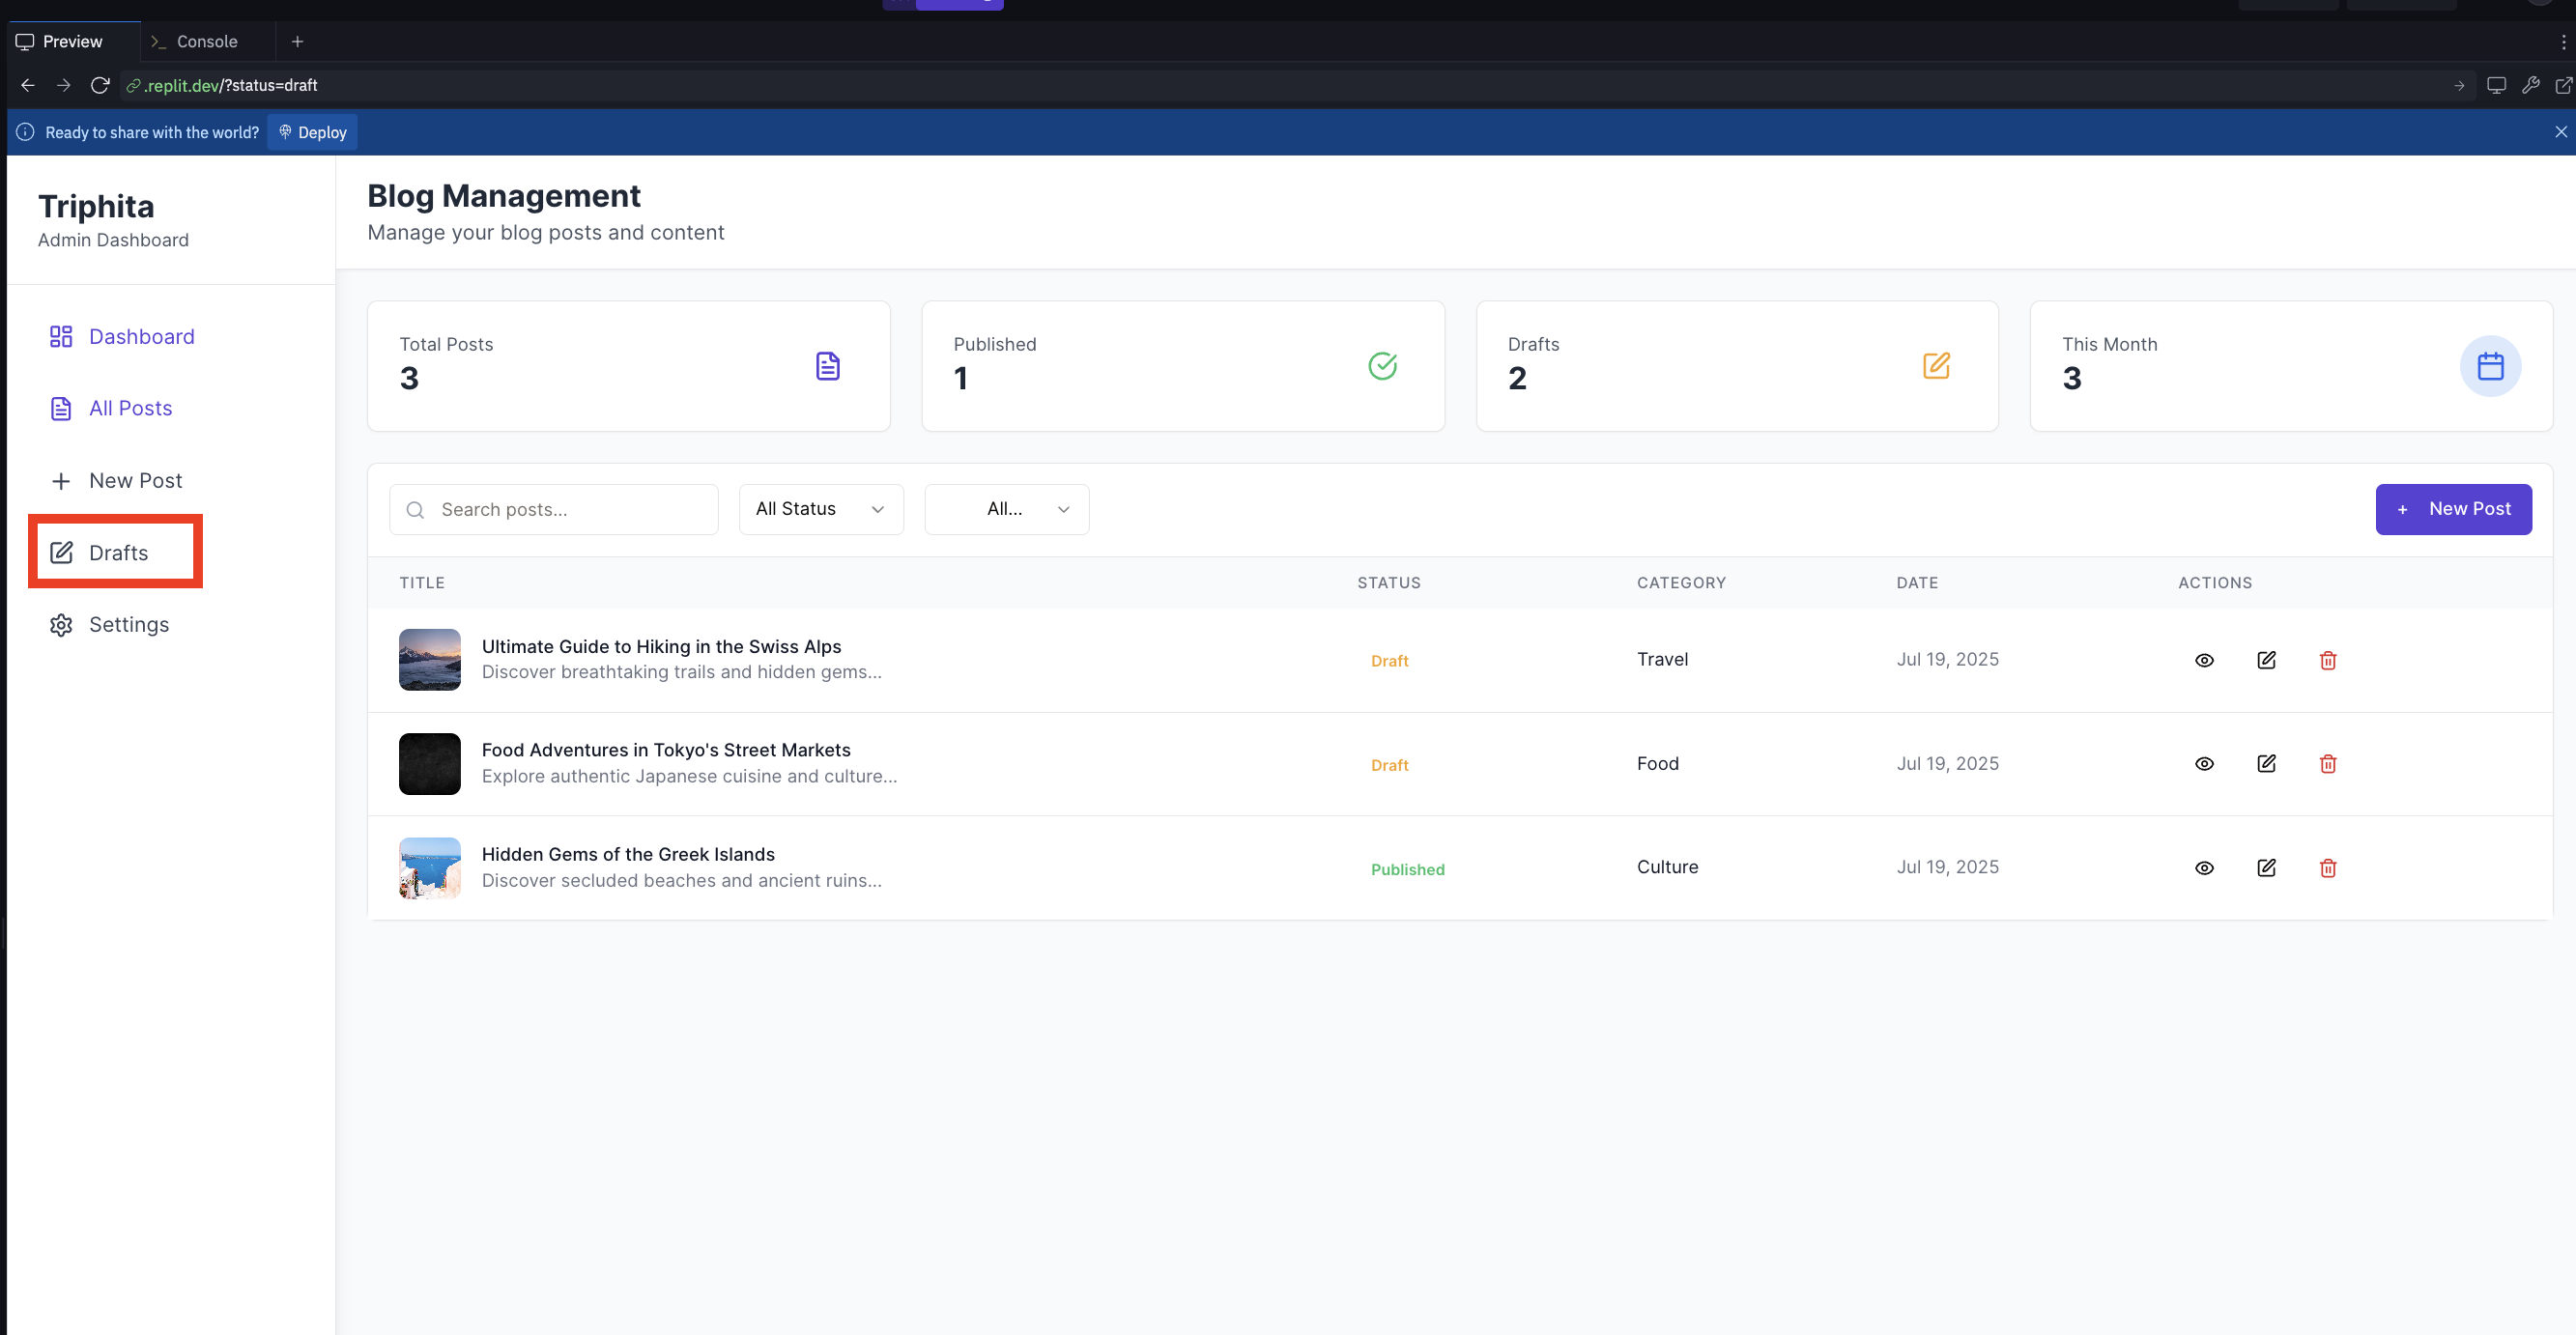 Preview
Console
.replit.dev/?status=draft
Ready to share with the world?
Deploy
Triphita
Admin Dashboard
Dashboard
All Posts
New Post
Drafts
Settings
Blog Management
Manage your blog posts and content
Total Posts
3
Published
1
Drafts
2
This Month
3
Search posts...
All Status
All...
+ New Post
TITLE STATUS CATEGORY DATE ACTIONS
Ultimate Guide to Hiking in the Swiss Alps
Discover breathtaking trails and hidden gems...
Draft
Travel
Jul 19, 2025
Food Adventures in Tokyo's Street Markets
Explore authentic Japanese cuisine and culture...
Draft
Food
Jul 19, 2025
Hidden Gems of the Greek Islands
Discover secluded beaches and ancient ruins...
Published
Culture
Jul 19, 2025